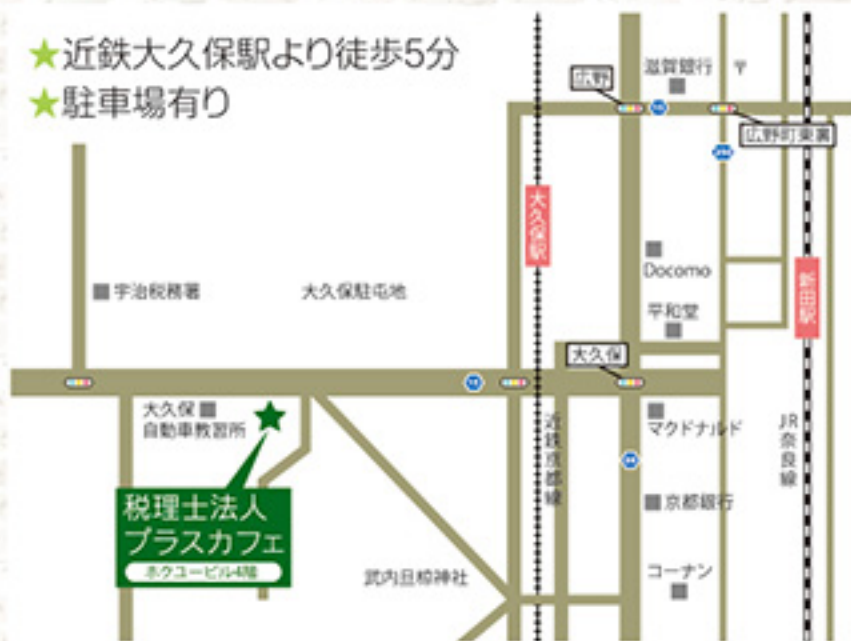 ★近鉄大久保駅より徒歩5分
★駐車場有り
滋賀銀行
〒
広野
広野町東裏
大久保駅
Docomo
新田駅
宇治税務署
大久保駐屯地
平和堂
大久保
大久保
自動車教習所
マクドナルド
近鉄京都線
JR奈良線
税理士法人
プラスカフェ
ホクユービル4階
京都銀行
武内旦椋神社
コーナン